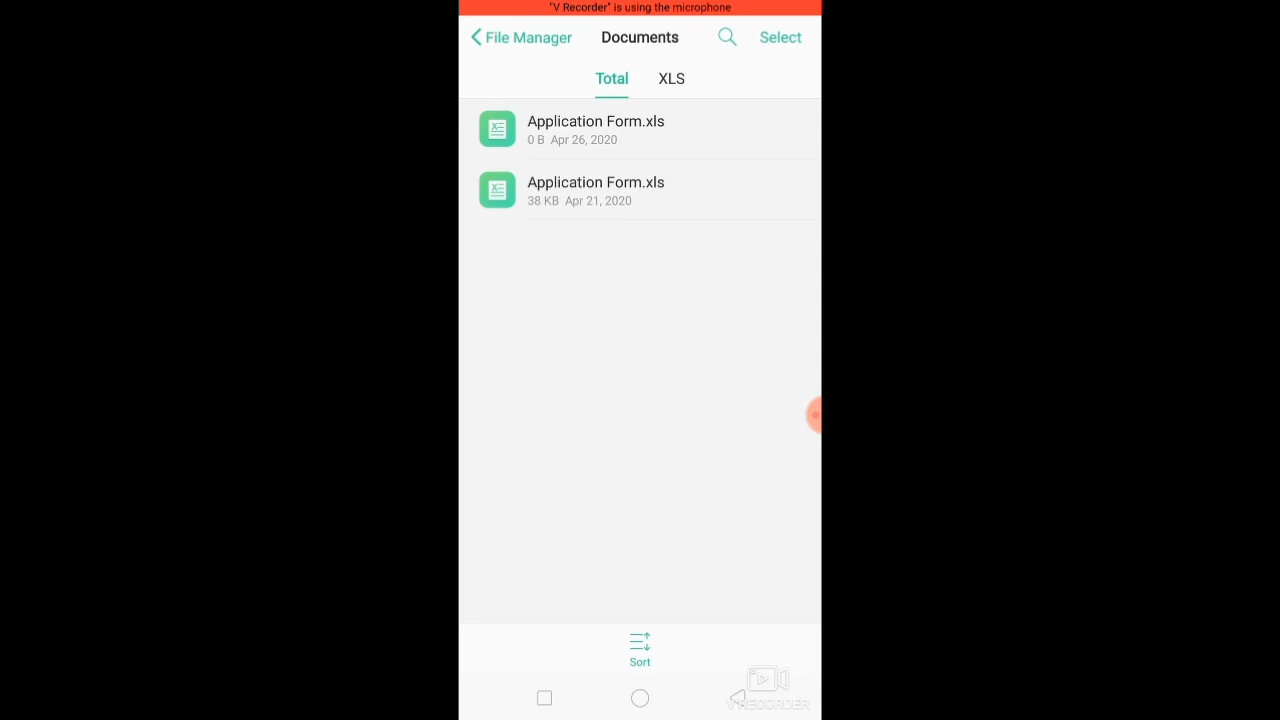 "V Recorder" is using the microphone
File Manager Documents Select
Total XLS
Application Form.xls
0 B Apr 26, 2020
Application Form.xls
38 KB Apr 21, 2020
Sort
V RECORDER